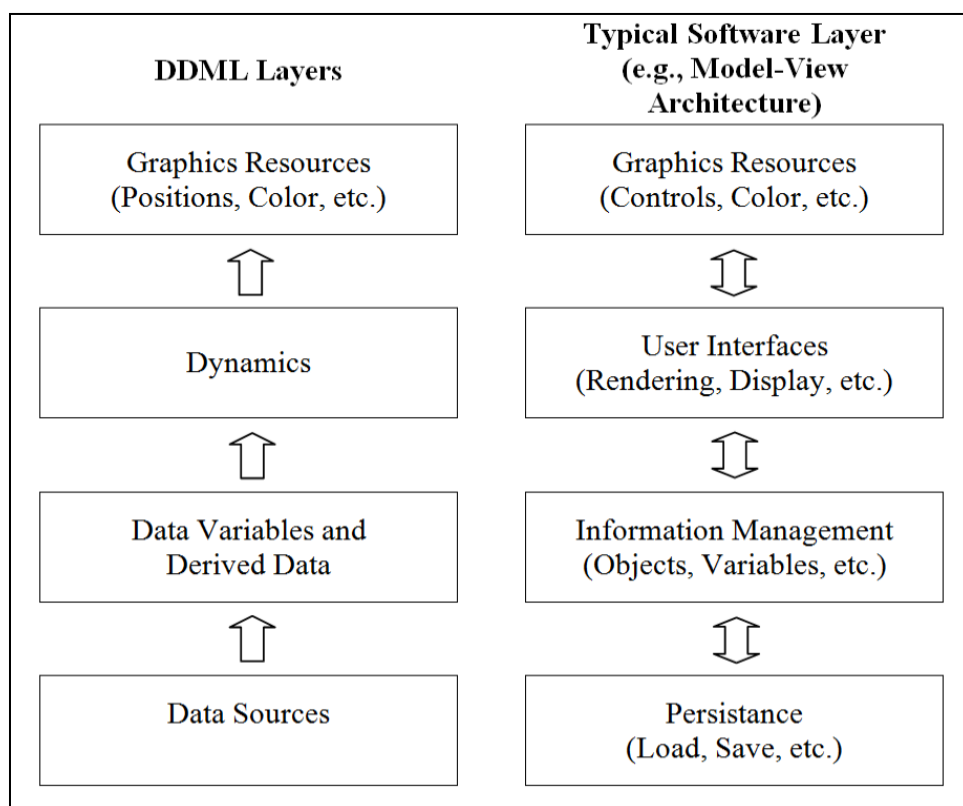 DDML Layers
Graphics Resources
(Positions, Color, etc.)
Dynamics
Data Variables and
Derived Data
Data Sources
Typical Software Layer
(e.g., Model-View
Architecture)
Graphics Resources
(Controls, Color, etc.)
User Interfaces
(Rendering, Display, etc.)
Information Management
(Objects, Variables, etc.)
Persistance
(Load, Save, etc.)